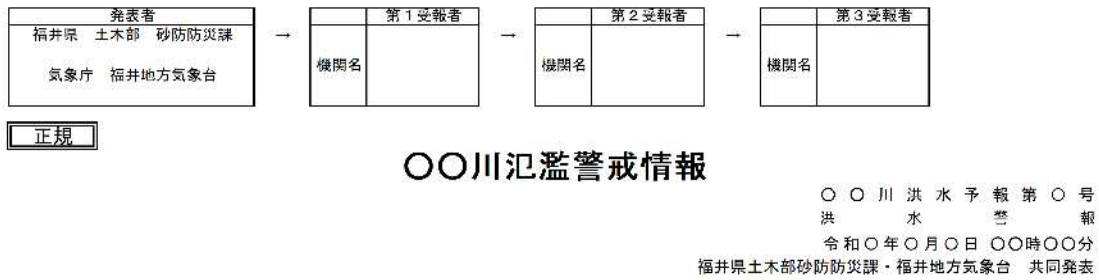 発表者
福井県 土木部 砂防防災課
気象庁 福井地方気象台
→
第1受報者
機関名
→
第2受報者
機関名
→
第3受報者
機関名
正規
〇〇川氾濫警戒情報
〇〇川洪水予報第〇号
洪水警報
令和〇年〇月〇日 〇〇時〇〇分
福井県土木部砂防防災課・福井地方気象台 共同発表